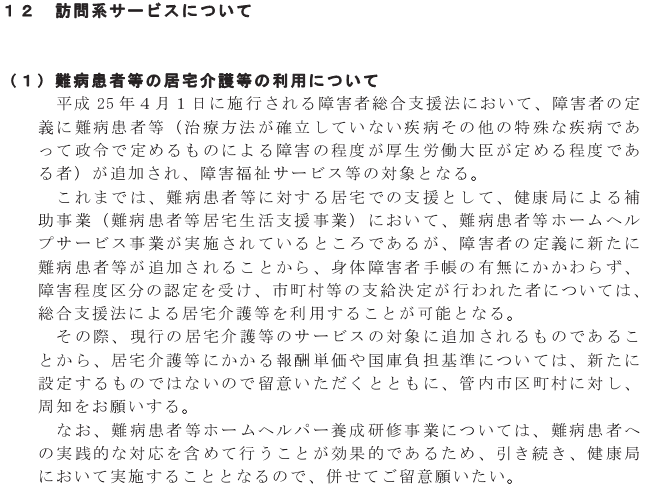 １２　訪問系サービスについて
（１）難病患者等の居宅介護等の利用について
平成 25 年４月１日に施行される障害者総合支援法において、障害者の定
義に難病患者等（治療方法が確立していない疾病その他の特殊な疾病であ
って政令で定めるものによる障害の程度が厚生労働大臣が定める程度であ
る者）が追加され、障害福祉サービス等の対象となる。
これまでは、難病患者等に対する居宅での支援として、健康局による補
助事業（難病患者等居宅生活支援事業）において、難病患者等ホームヘル
プサービス事業が実施されているところであるが、障害者の定義に新たに
難病患者等が追加されることから、身体障害者手帳の有無にかかわらず、
障害程度区分の認定を受け、市町村等の支給決定が行われた者については、
総合支援法による居宅介護等を利用することが可能となる。
その際、現行の居宅介護等のサービスの対象に追加されるものであるこ
とから、居宅介護等にかかる報酬単価や国庫負担基準については、新たに
設定するものではないので留意いただくとともに、管内市区町村に対し、
周知をお願いする。
なお、難病患者等ホームヘルパー養成研修事業については、難病患者へ
の実践的な対応を含めて行うことが効果的であるため、引き続き、健康局
において実施することとなるので、併せてご留意願いたい。